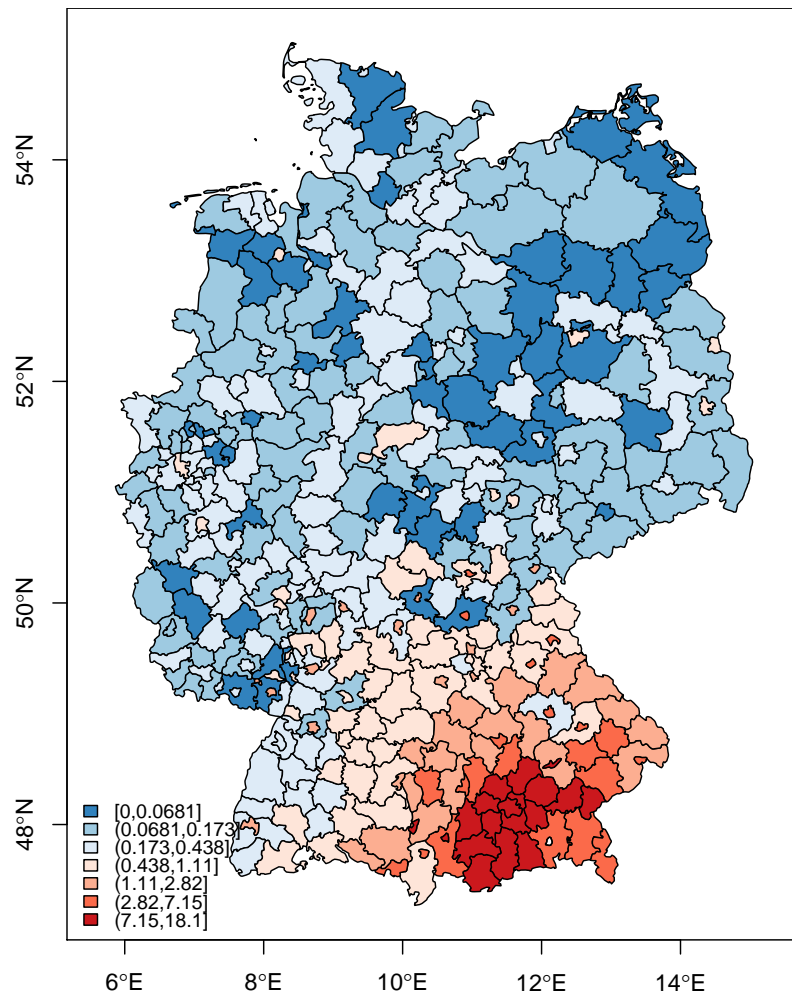 54°N
52°N
50°N
48°N
[0,0.0681]
(0.0681,0.173]
(0.173,0.438]
(0.438,1.11]
(1.11,2.82]
(2.82,7.15]
(7.15,18.1]
6°E 8°E 10°E 12°E 14°E